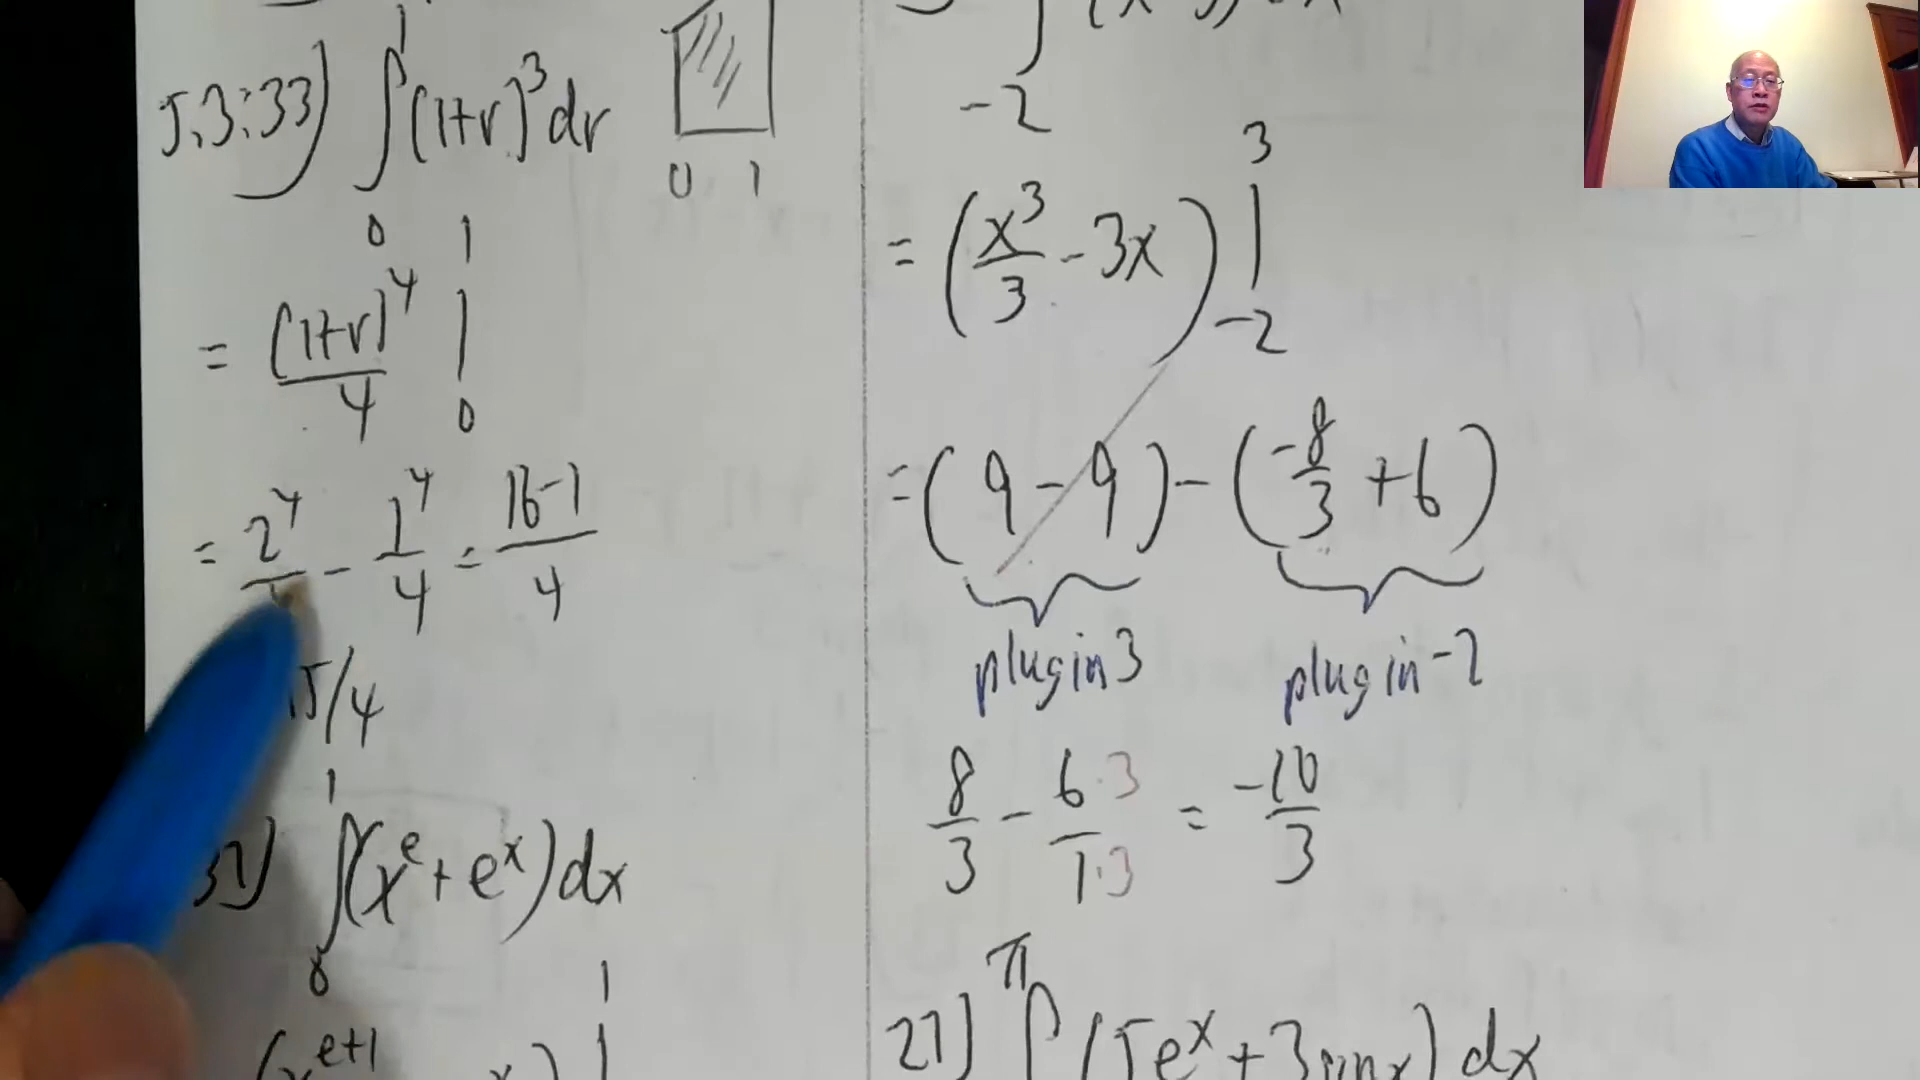 5.3:33) ∫₀¹ (1+r)³ dr
0 1
= (1+r)⁴/4 |₀¹
= 2⁴/4 - 1⁴/4 = 16-1/4
15/4
37) ∫₀¹ (xᵉ + eˣ) dx
-2
= (x³/3 - 3x) |₋₂³
= (9 - 9) - (-8/3 + 6)
plug in 3 plug in -2
8/3 - 6·3/1·3 = -10/3
21) ∫ π (5eˣ + 3 sin x) dx